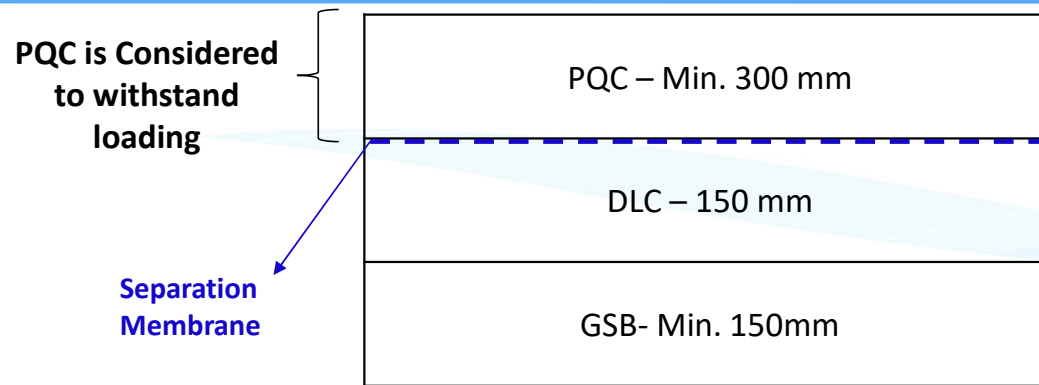 PQC is Considered
to withstand
loading
PQC – Min. 300 mm
DLC – 150 mm
Separation
Membrane
GSB- Min. 150mm